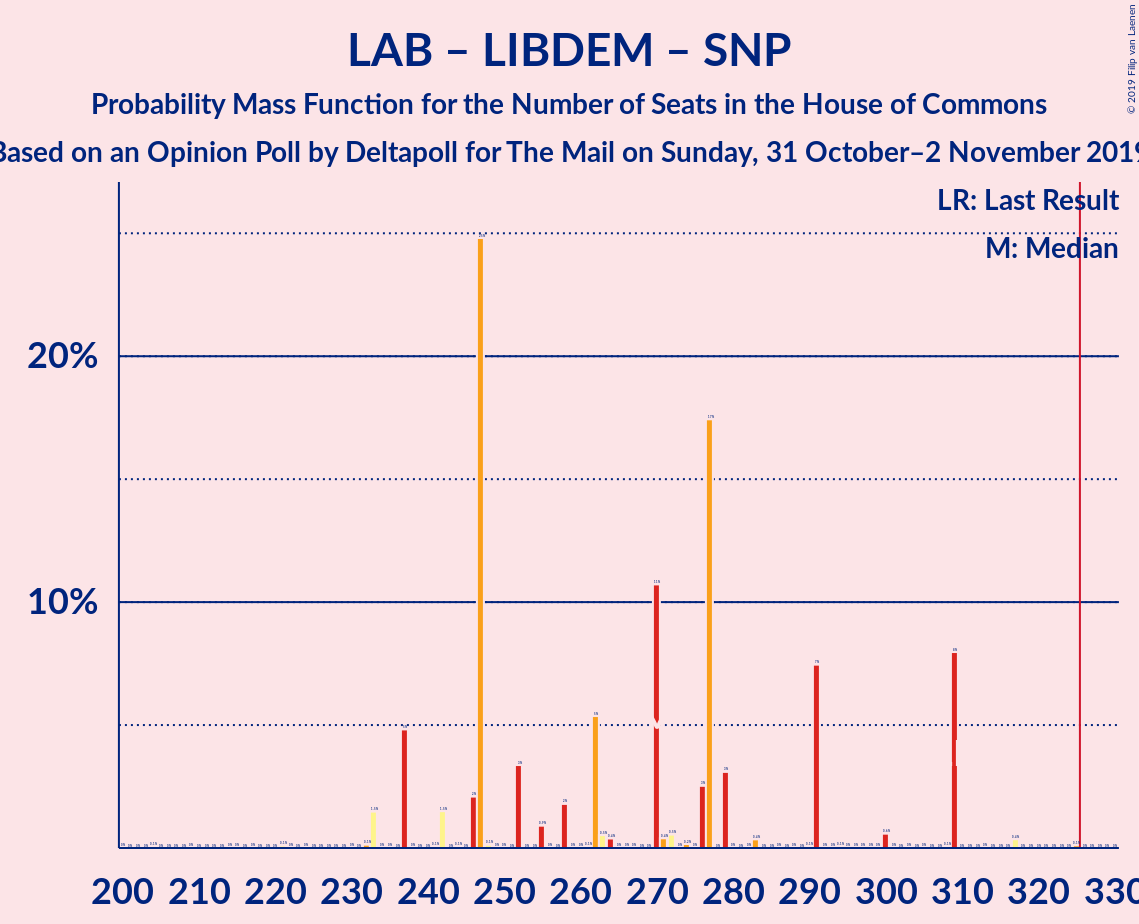 LAB – LIBDEM – SNP
Probability Mass Function for the Number of Seats in the House of Commons
Based on an Opinion Poll by Deltapoll for The Mail on Sunday, 31 October–2 November 2019
© 2019 Filip van Laenen
LR: Last Result
M: Median
20%
10%
200 210 220 230 240 250 260 270 280 290 300 310 320 330